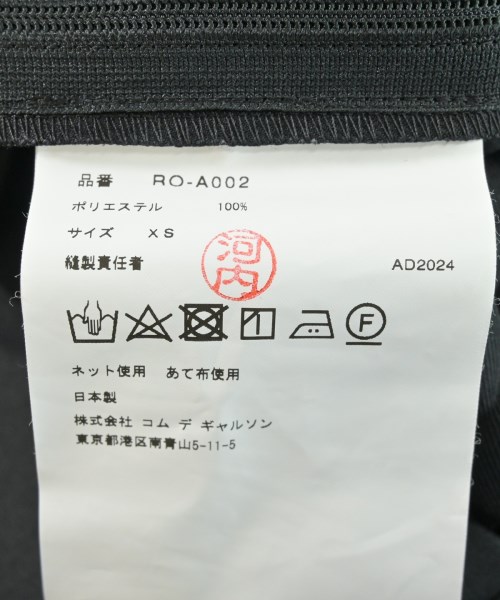 品番 RO-A002
ポリエステル 100%
サイズ XS
縫製責任者 河内 AD2024
F
ネット使用 あて布使用
日本製
株式会社 コム デ ギャルソン
東京都港区南青山5-11-5